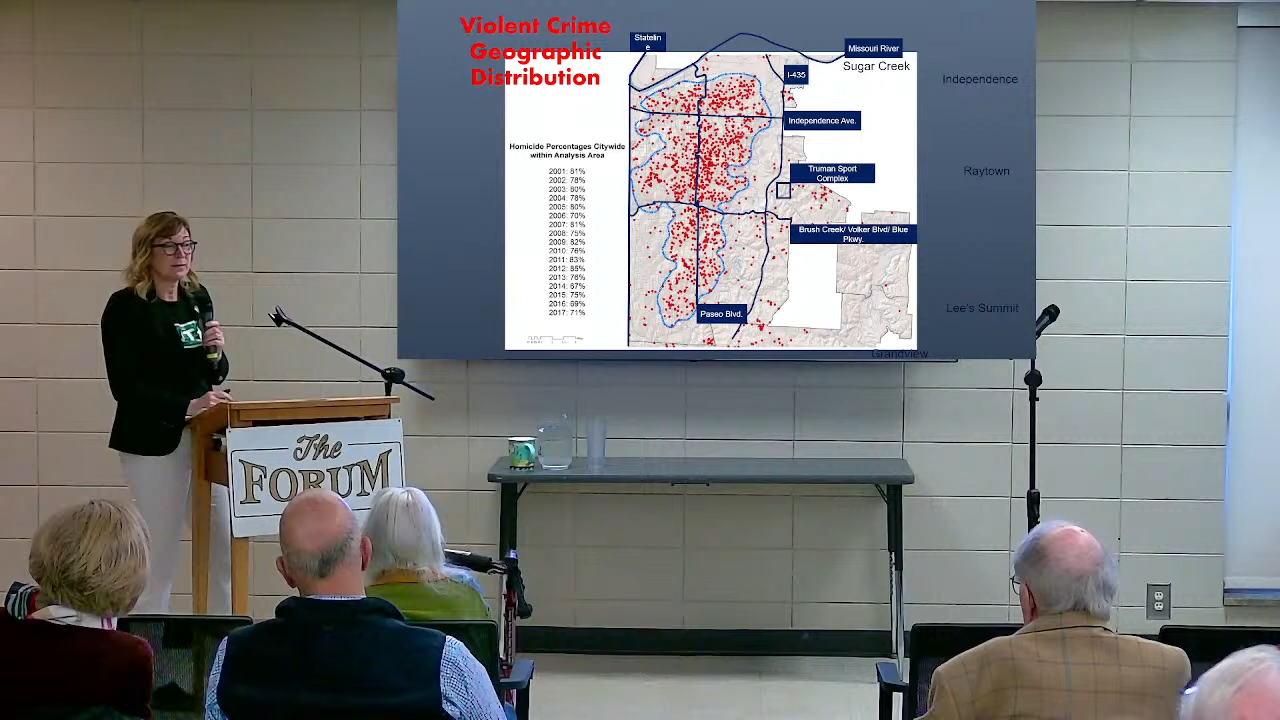 Violent Crime
Geographic
Distribution
Statelin
e
Missouri River
Sugar Creek
I-435
Independence
Independence Ave.
Homicide Percentages Citywide
within Analysis Area
Truman Sport
Complex
Raytown
2001: 81%
2002: 78%
2003: 80%
2004: 78%
2005: 80%
2006: 70%
2007: 81%
2008: 75%
2009: 82%
2010: 76%
2011: 83%
2012: 85%
2013: 76%
2014: 67%
2015: 75%
2016: 69%
2017: 71%
Brush Creek/ Volker Blvd/ Blue
Pkwy.
Paseo Blvd.
Lee's Summit
Grandview
The
FORUM